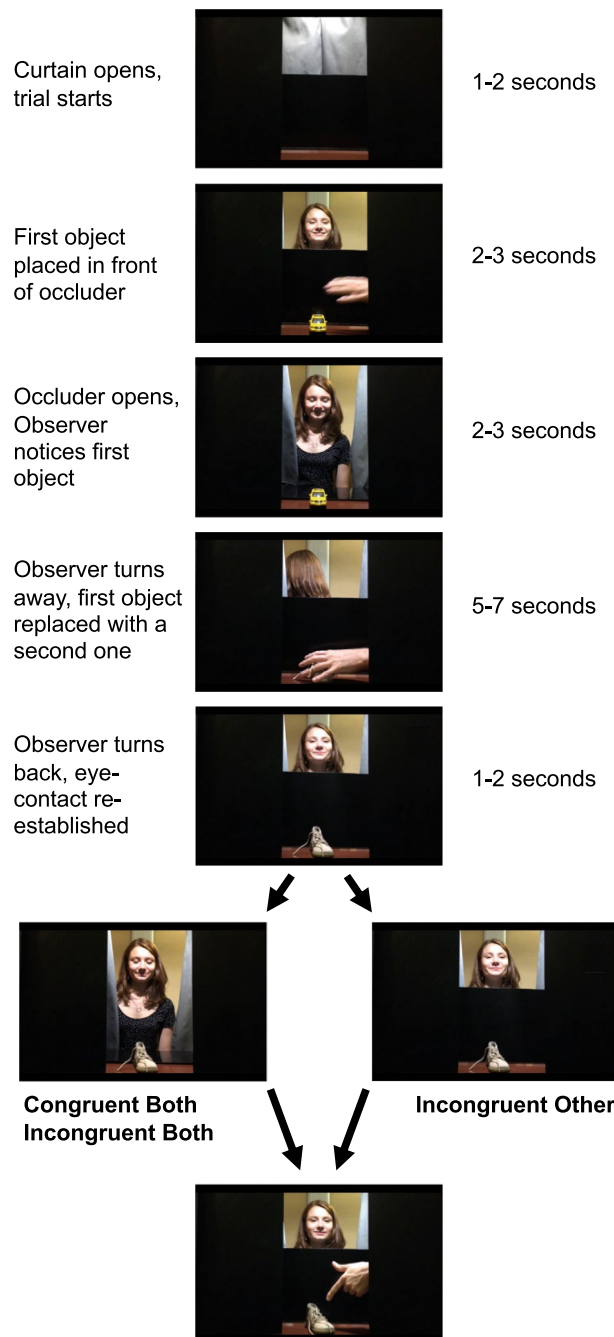 Curtain opens,
trial starts
1-2 seconds
First object
placed in front
of occluder
2-3 seconds
Occluder opens,
Observer
notices first
object
2-3 seconds
Observer turns
away, first object
replaced with a
second one
5-7 seconds
Observer turns
back, eye-
contact re-
established
1-2 seconds
Congruent Both
Incongruent Both
Incongruent Other